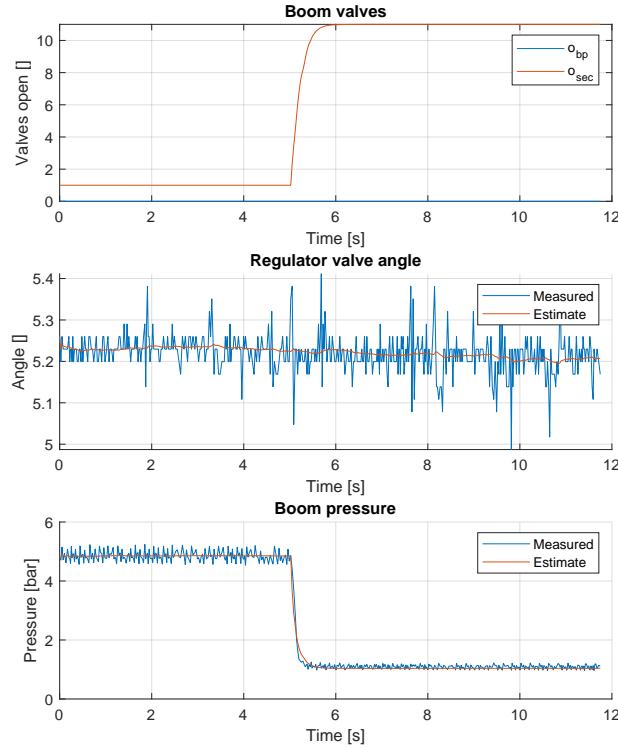 Boom valves
Valves open []
10
8
6
4
2
0
o_bp
o_sec
0 2 4 6 8 10 12
Time [s]
Regulator valve angle
Angle []
5.4
5.3
5.2
5.1
5
Measured
Estimate
0 2 4 6 8 10 12
Time [s]
Boom pressure
Pressure [bar]
6
4
2
0
Measured
Estimate
0 2 4 6 8 10 12
Time [s]